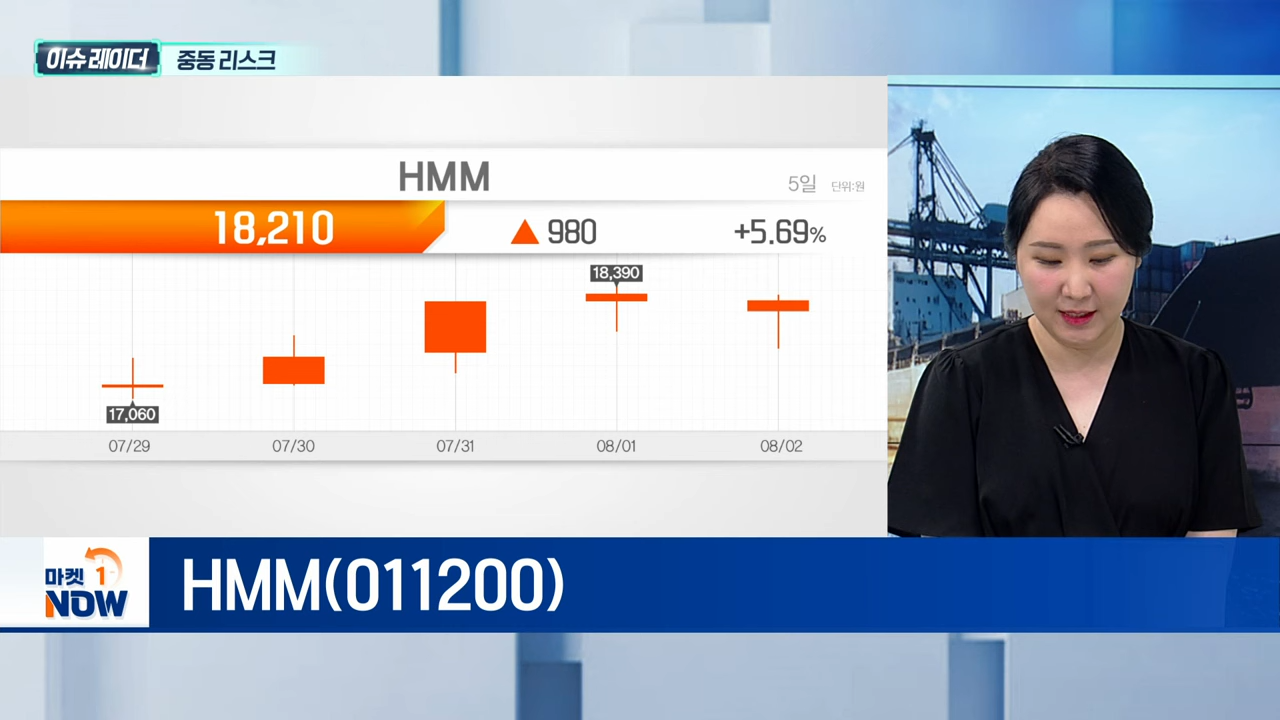 이슈 레이더 중동 리스크
HMM
5일 단위:원
18,210 ▲ 980 +5.69%
18,390
17,060
07/29 07/30 07/31 08/01 08/02
마켓 1
NOW
HMM(011200)